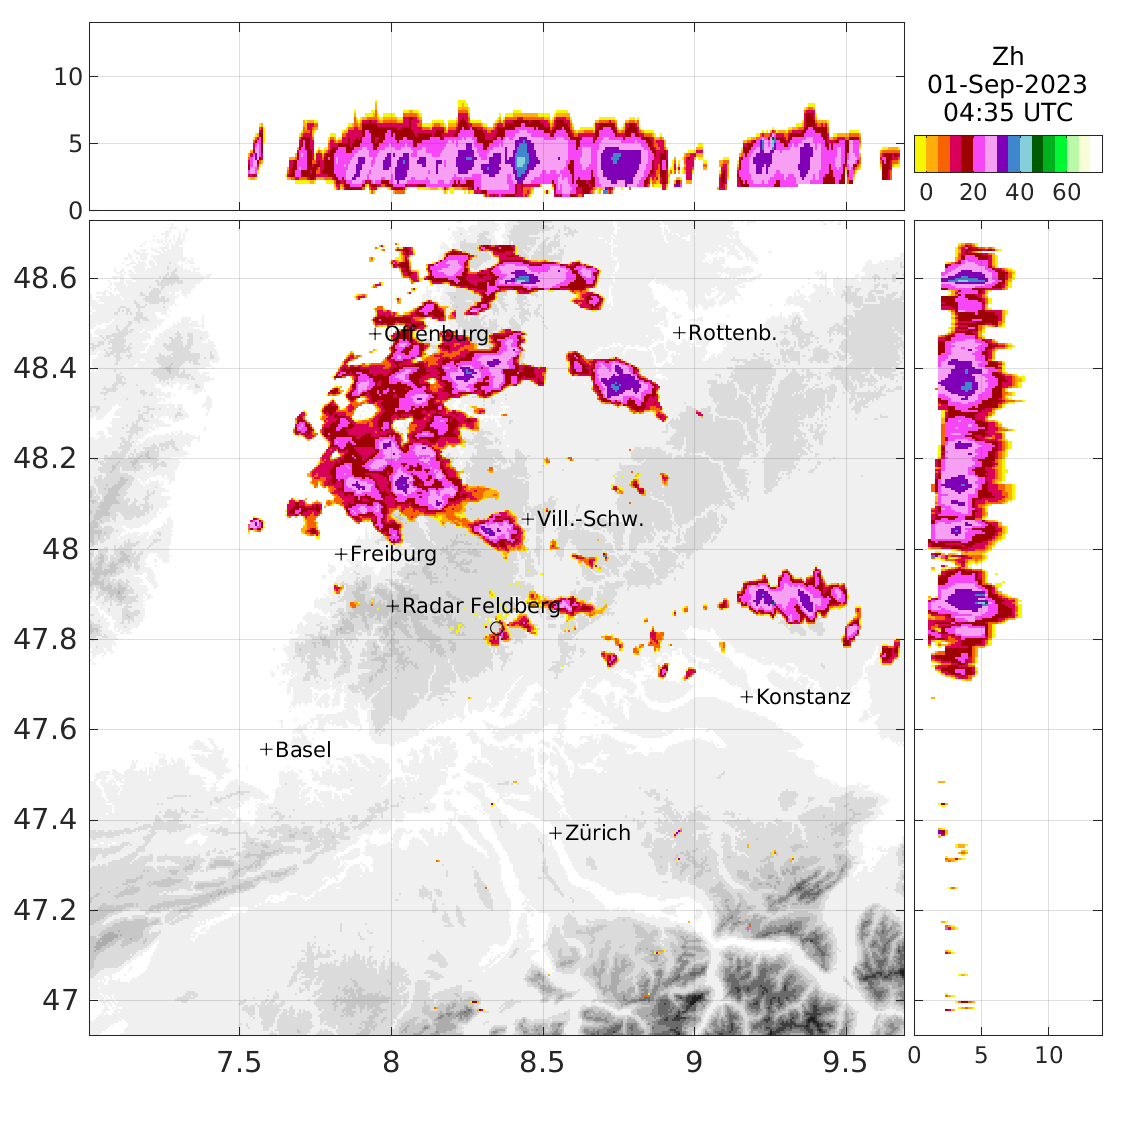 10
5
0
Zh
01-Sep-2023
04:35 UTC
0 20 40 60
48.6
48.4
48.2
48
47.8
47.6
47.4
47.2
47
+Offenburg
+Rottenb.
+Vill.-Schw.
+Freiburg
+Radar Feldberg
+Konstanz
+Basel
+Zürich
7.5 8 8.5 9 9.5
0 5 10